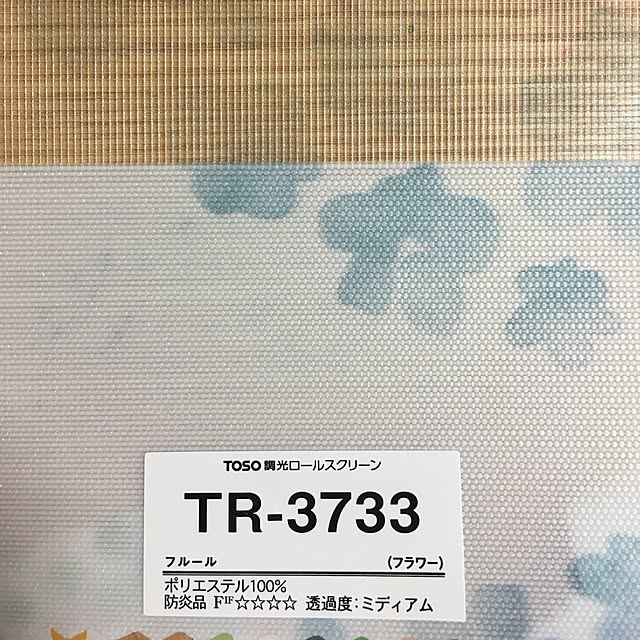 TOSO 調光ロールスクリーン
TR-3733
フルール (フラワー)
ポリエステル100%
防炎品 FIF☆☆☆☆ 透過度:ミディアム